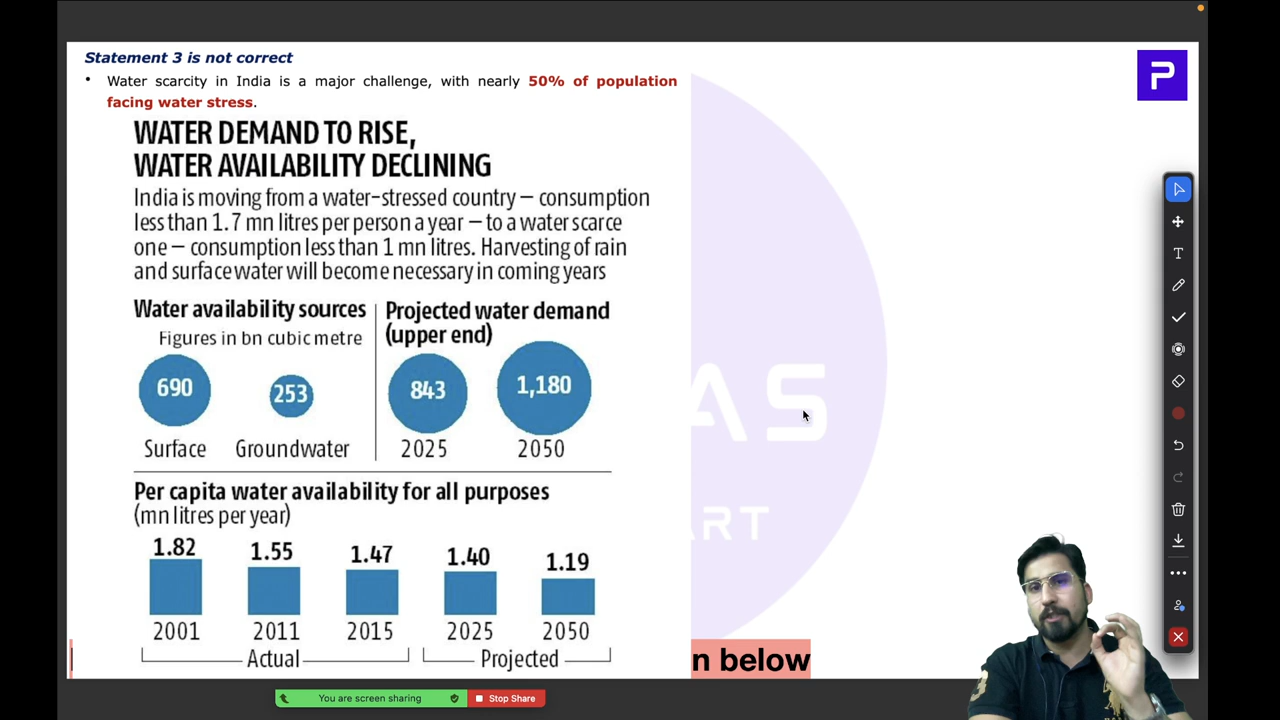 Statement 3 is not correct
• Water scarcity in India is a major challenge, with nearly 50% of population
facing water stress.
WATER DEMAND TO RISE,
WATER AVAILABILITY DECLINING
India is moving from a water-stressed country – consumption
less than 1.7 mn litres per person a year – to a water scarce
one – consumption less than 1 mn litres. Harvesting of rain
and surface water will become necessary in coming years
Water availability sources
Figures in bn cubic metre
690
253
Surface
Groundwater
Projected water demand
(upper end)
843
1,180
2025
2050
Per capita water availability for all purposes
(mn litres per year)
1.82 1.55 1.47 1.40 1.19
2001 2011 2015 2025 2050
Actual Projected
AS
ART
n below
P
T
You are screen sharing
Stop Share